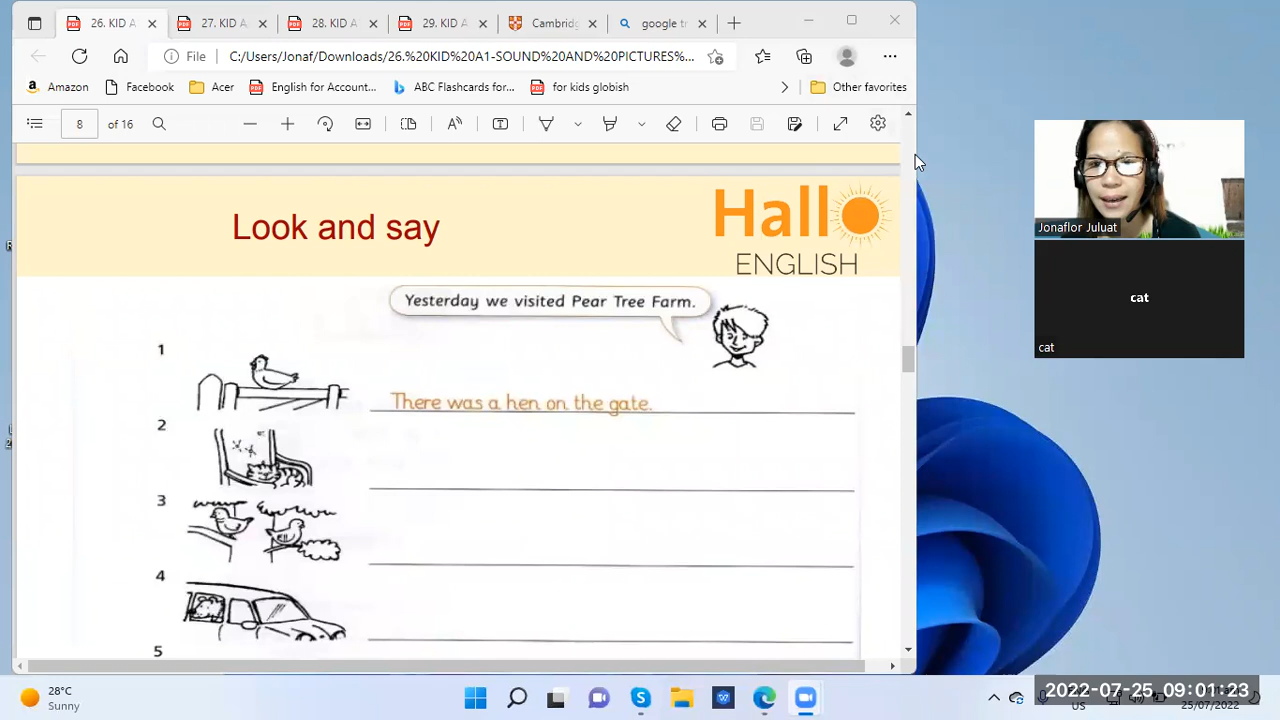 26. KID A
27. KID A
28. KID A
29. KID A
Cambridg
google tr
File
C:/Users/Jonaf/Downloads/26.%20KID%20A1-SOUND%20AND%20PICTURES%...
Amazon
Facebook
Acer
English for Account...
ABC Flashcards for...
for kids globish
Other favorites
8 of 16
Look and say
Hallo
ENGLISH
Yesterday we visited Pear Tree Farm.
1
There was a hen on the gate.
2
3
4
5
Jonaflor Juluat
cat
cat
28°C
Sunny
US
25/07/2022
2022-07-25 09:01:23